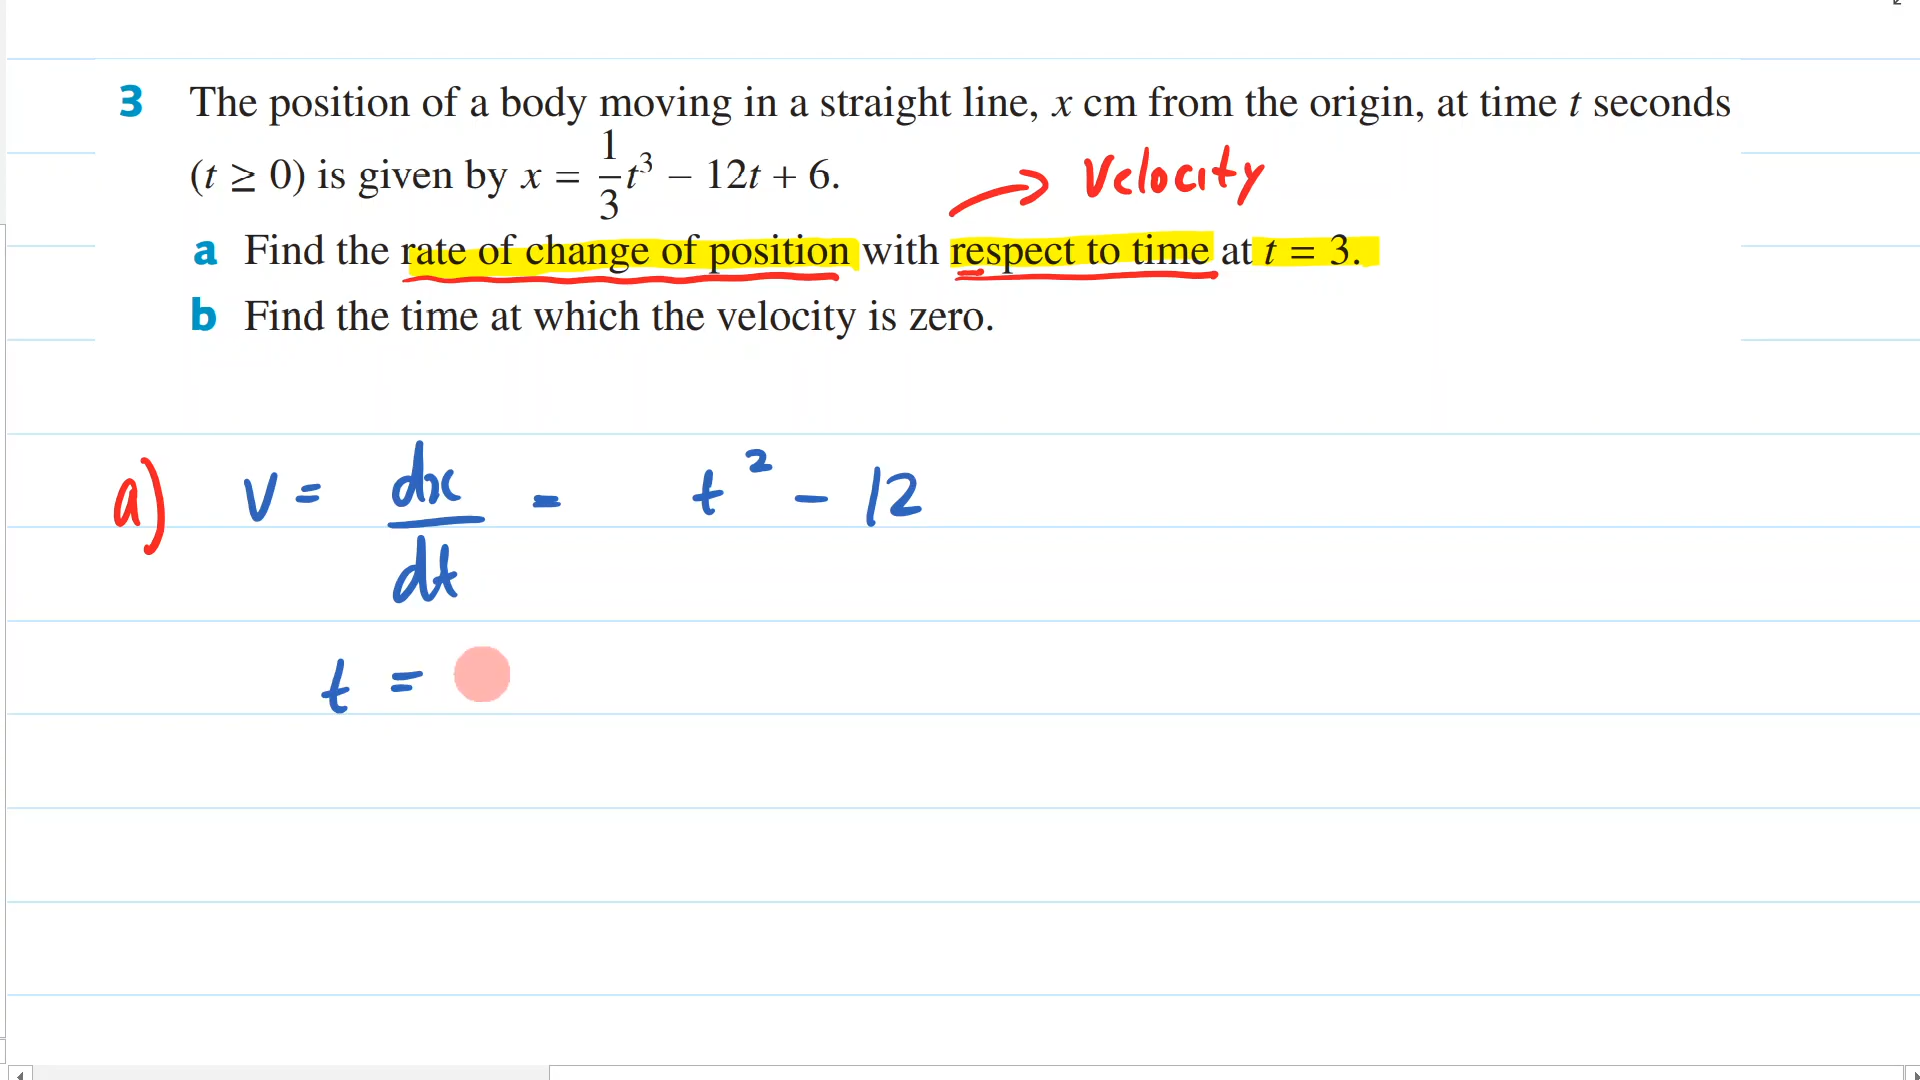 3 The position of a body moving in a straight line, x cm from the origin, at time t seconds
(t ≥ 0) is given by x = 1/3 t³ − 12t + 6.
Velocity
a Find the rate of change of position with respect to time at t = 3.
b Find the time at which the velocity is zero.
a) V = dx/dt = t² − 12
t =